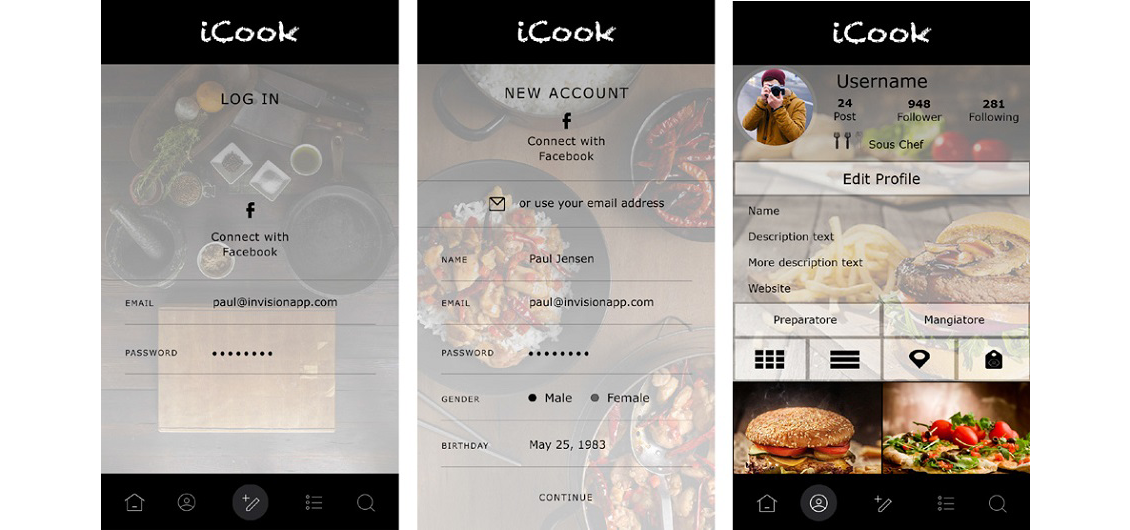 iCook
LOG IN
Connect with
Facebook
EMAIL paul@invisionapp.com
PASSWORD ••••••••
iCook
NEW ACCOUNT
Connect with
Facebook
or use your email address
NAME Paul Jensen
EMAIL paul@invisionapp.com
PASSWORD ••••••••
GENDER Male Female
BIRTHDAY May 25, 1983
CONTINUE
iCook
Username
24 948 281
Post Follower Following
Sous Chef
Edit Profile
Name
Description text
More description text
Website
Preparatore Mangiatore